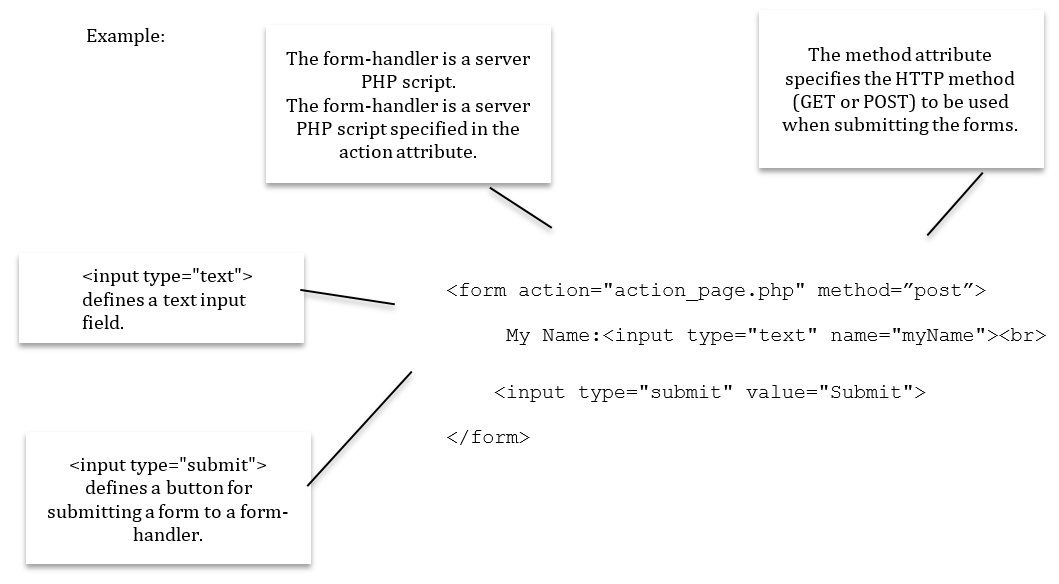 Example:
The form-handler is a server
PHP script.
The form-handler is a server
PHP script specified in the
action attribute.
The method attribute
specifies the HTTP method
(GET or POST) to be used
when submitting the forms.
<input type="text">
defines a text input
field.
<form action="action_page.php" method=”post”>
My Name:<input type="text" name="myName"><br>
<input type="submit" value="Submit">
</form>
<input type="submit">
defines a button for
submitting a form to a form-
handler.